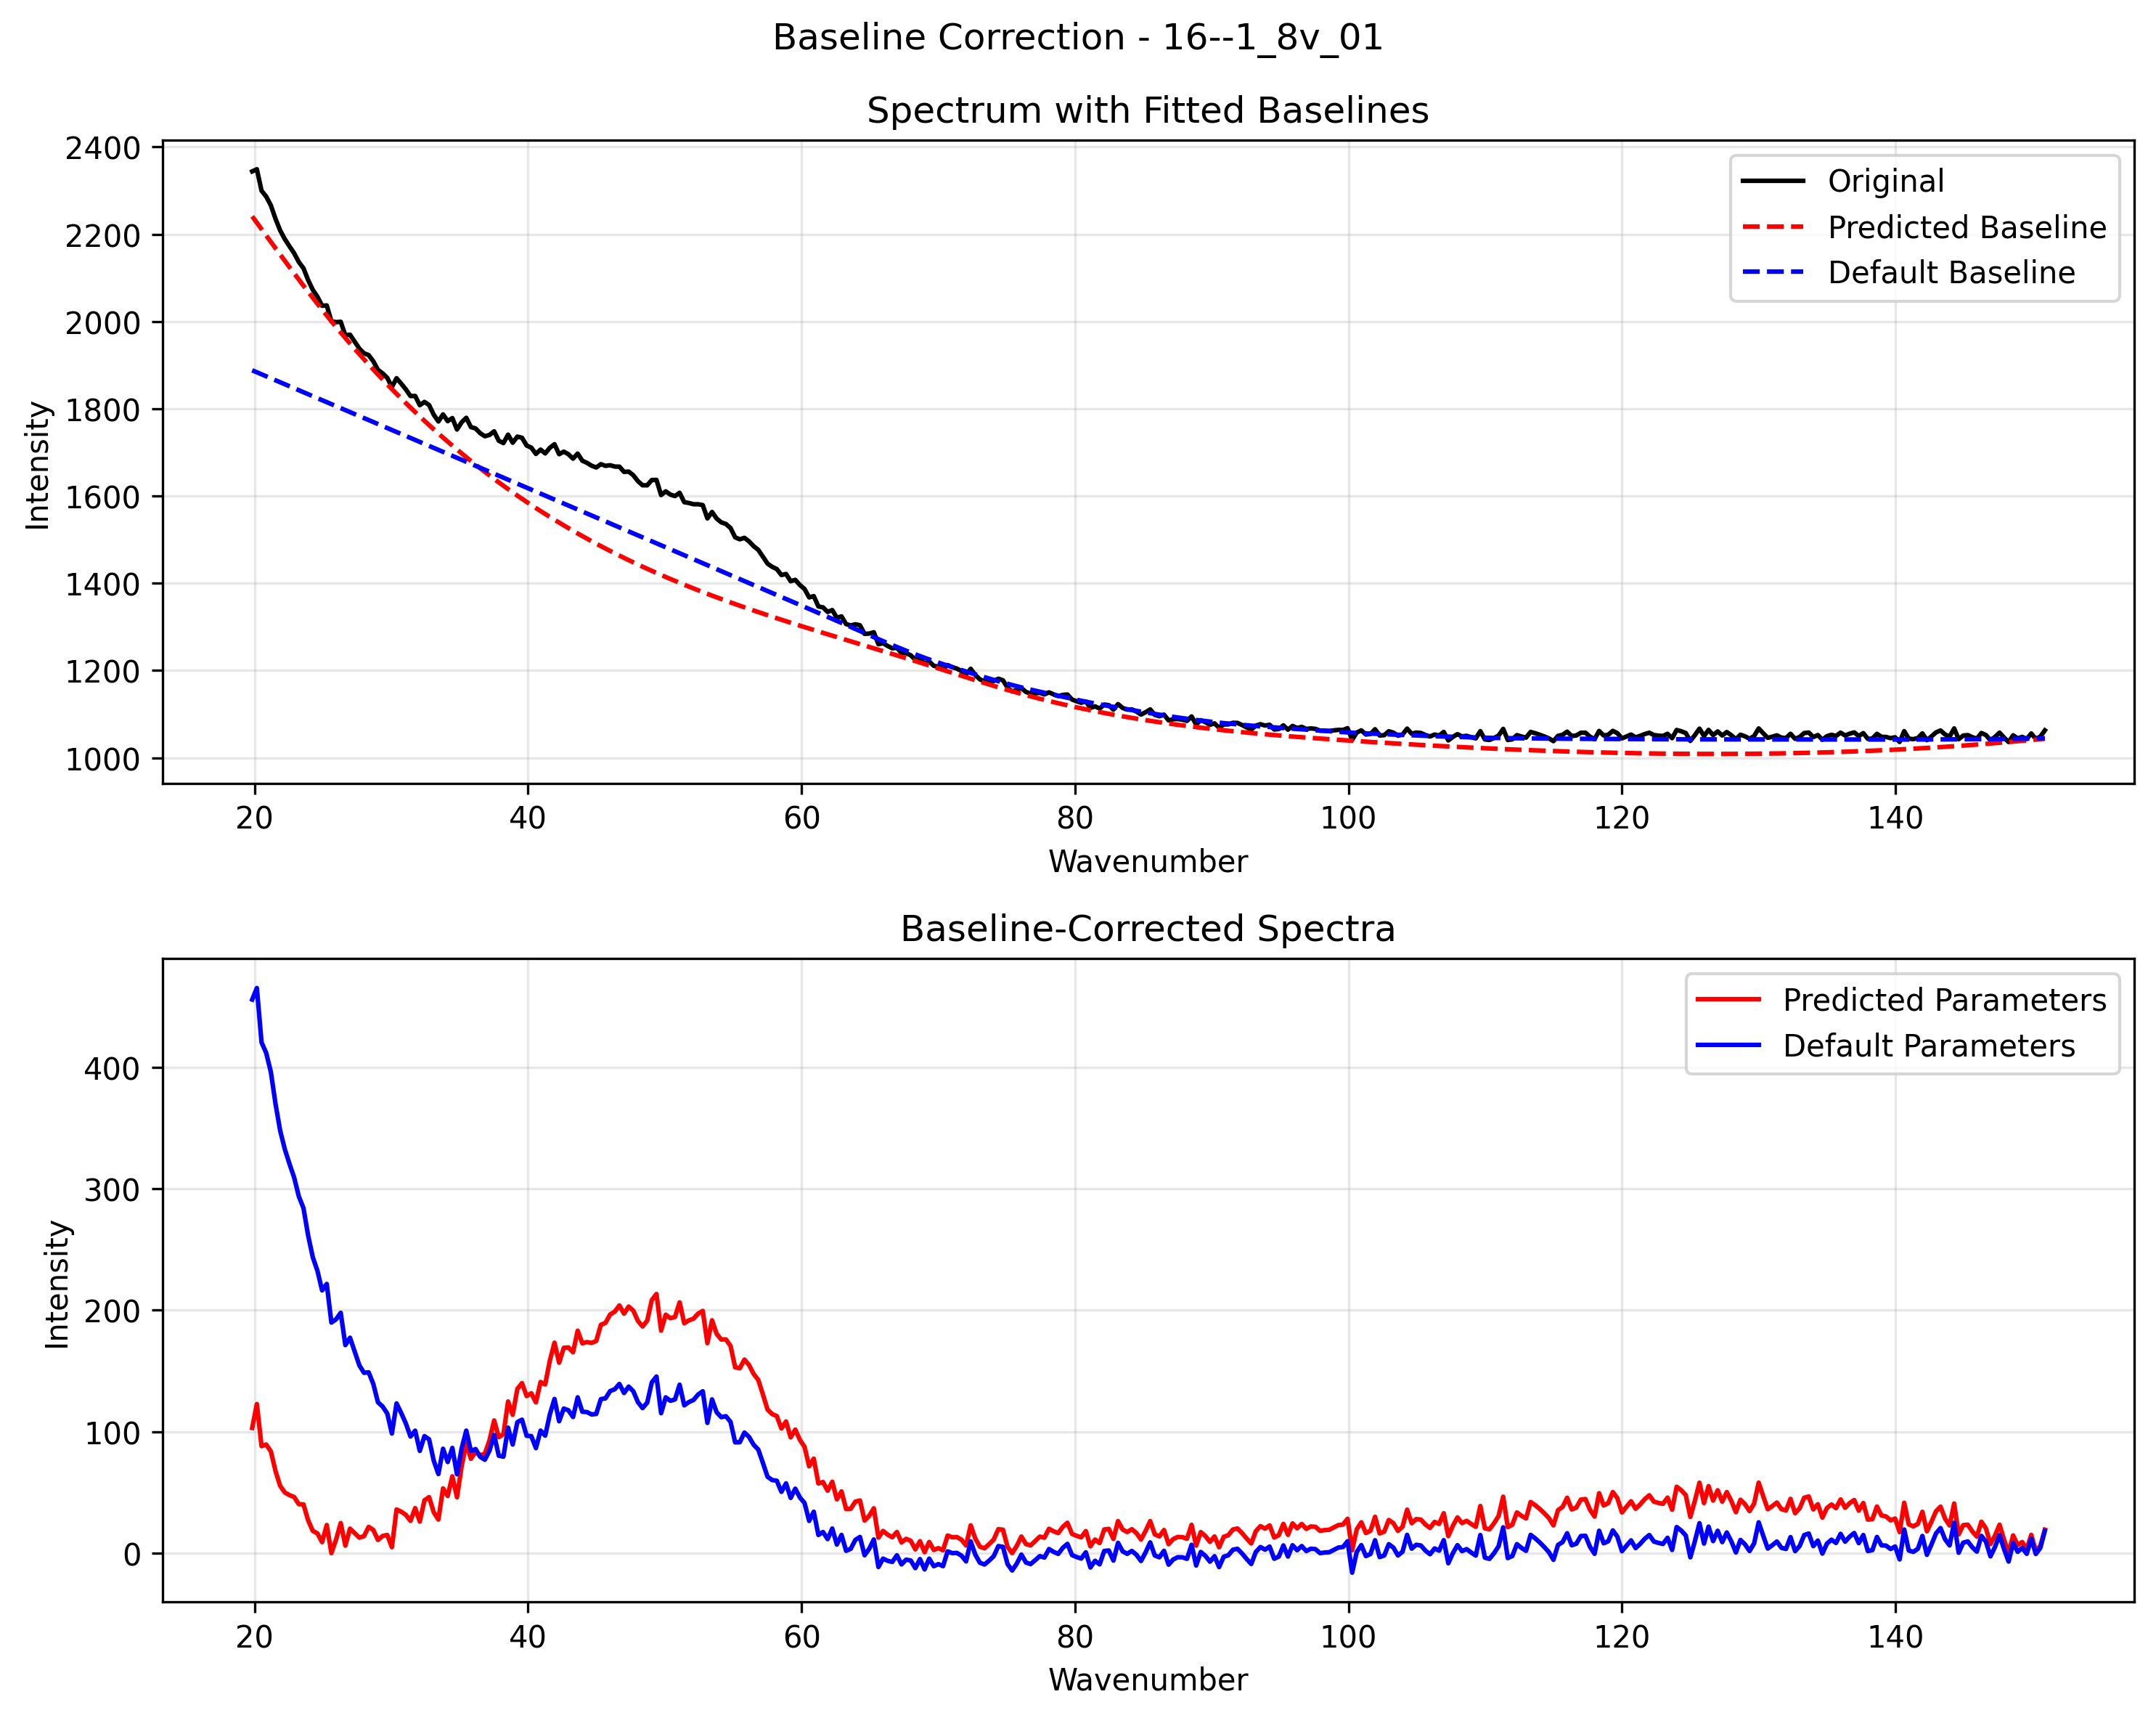 Baseline Correction - 16--1_8v_01
Spectrum with Fitted Baselines
2400
2200
2000
1800
1600
1400
1200
1000
Intensity
Original
Predicted Baseline
Default Baseline
20 40 60 80 100 120 140
Wavenumber
Baseline-Corrected Spectra
400
300
200
100
0
Intensity
Predicted Parameters
Default Parameters
20 40 60 80 100 120 140
Wavenumber